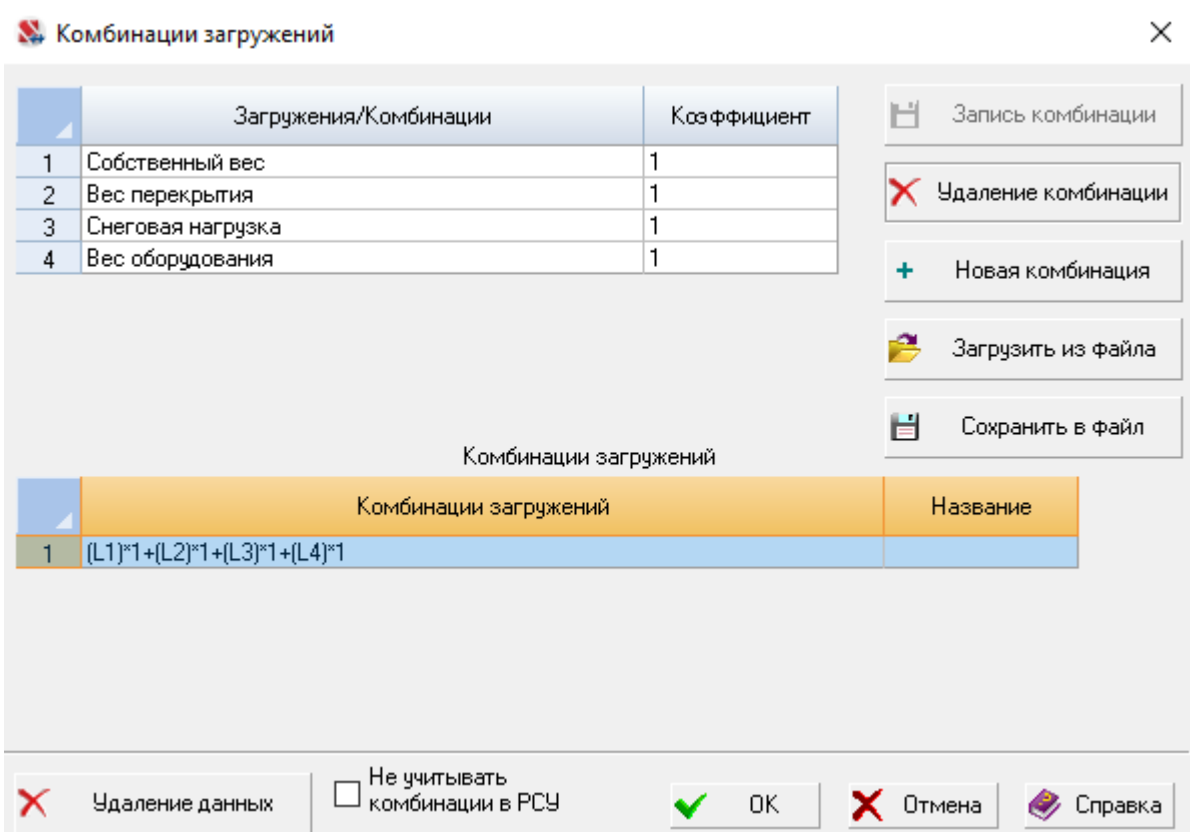 Комбинации загружений
Загружения/Комбинации Коэффициент
1 Собственный вес 1
2 Вес перекрытия 1
3 Снеговая нагрузка 1
4 Вес оборудования 1
Запись комбинации
Удаление комбинации
Новая комбинация
Загрузить из файла
Сохранить в файл
Комбинации загружений
Комбинации загружений Название
1 (L1)*1+(L2)*1+(L3)*1+(L4)*1
Удаление данных
Не учитывать
комбинации в РСУ
OK
Отмена
Справка